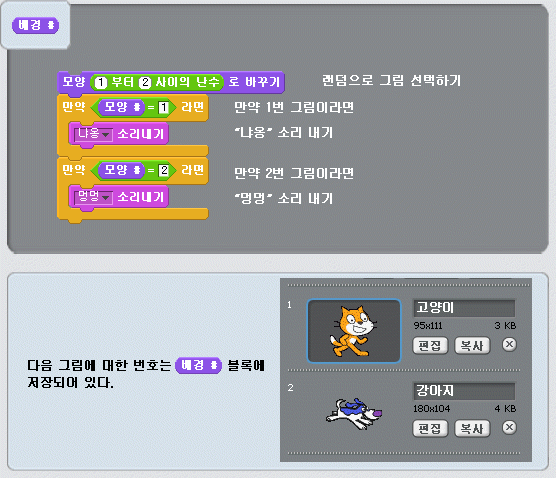 배경 #
모양 1 부터 2 사이의 난수 로 바꾸기 랜덤으로 그림 선택하기
만약 모양 # = 1 라면 만약 1번 그림이라면
냐옹 소리내기 "냐옹" 소리 내기
만약 모양 # = 2 라면 만약 2번 그림이라면
멍멍 소리내기 "멍멍" 소리 내기
다음 그림에 대한 번호는 배경 # 블록에
저장되어 있다.
1 고양이
95x111 3 KB
편집 복사
2 강아지
180x104 4 KB
편집 복사